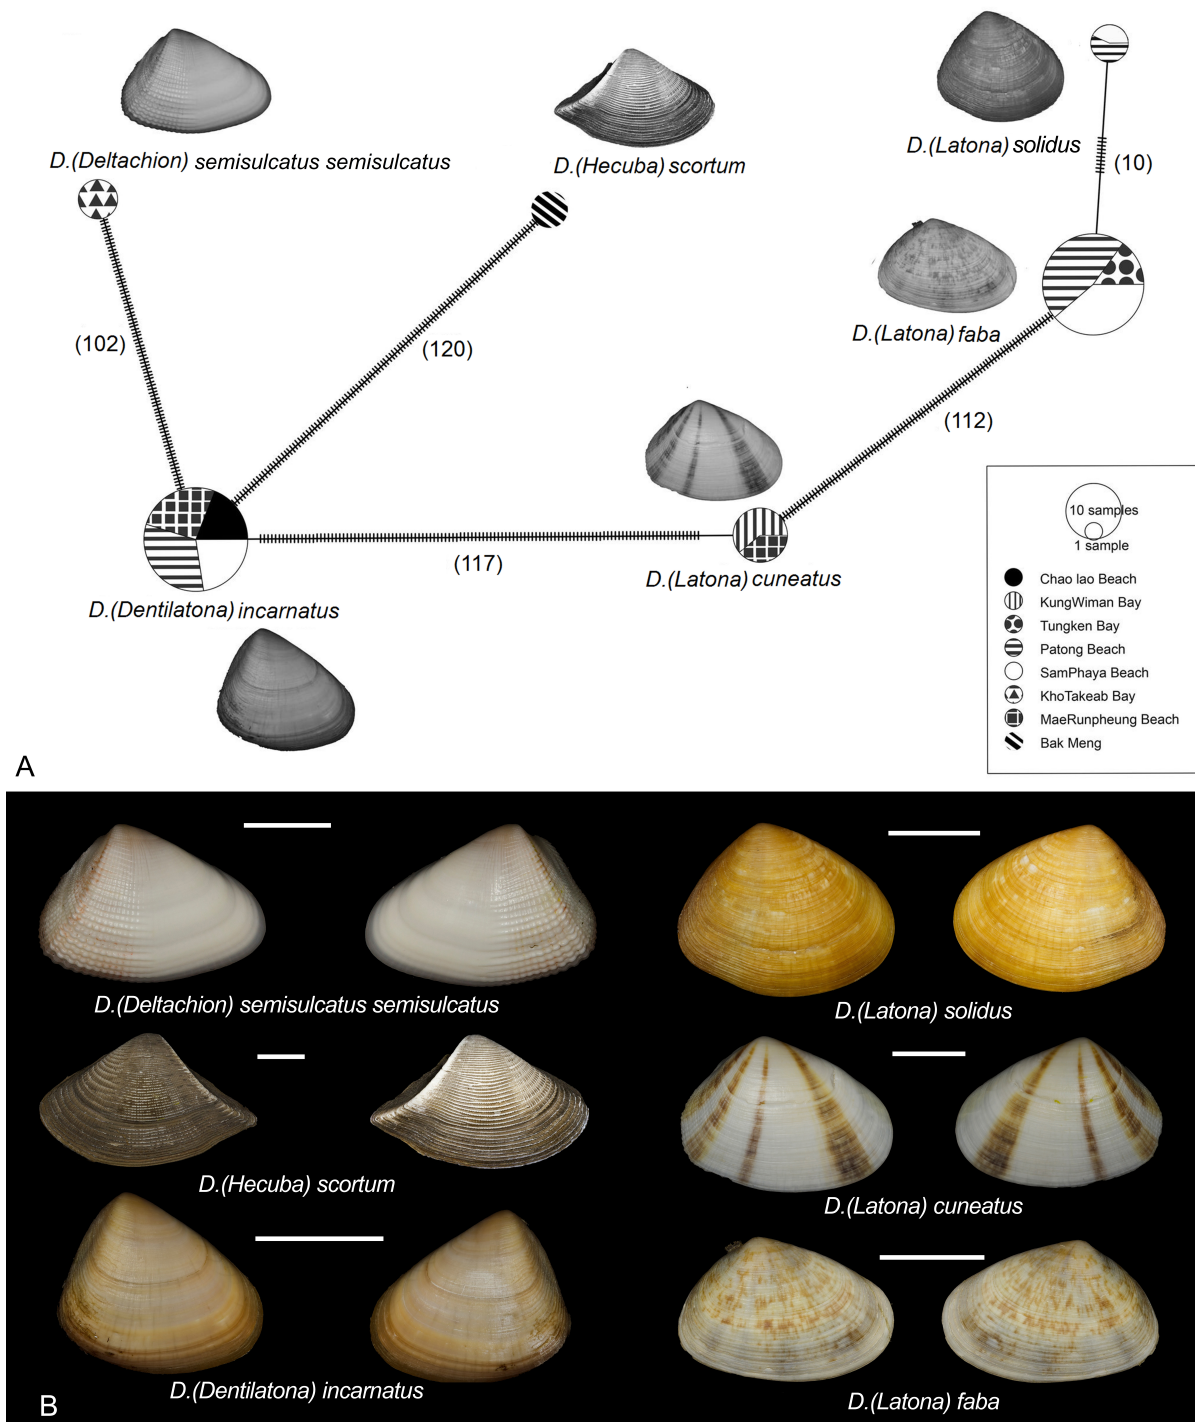 D.(Deltachion) semisulcatus semisulcatus
D.(Hecuba) scortum
D.(Latona) solidus
(10)
D.(Latona) faba
(102)
(120)
(112)
(117)
D.(Latona) cuneatus
D.(Dentilatona) incarnatus
10 samples
1 sample
Chao lao Beach
KungWiman Bay
Tungken Bay
Patong Beach
SamPhaya Beach
KhoTakeab Bay
MaeRunpheung Beach
Bak Meng
A
D.(Deltachion) semisulcatus semisulcatus
D.(Latona) solidus
D.(Hecuba) scortum
D.(Latona) cuneatus
D.(Dentilatona) incarnatus
D.(Latona) faba
B